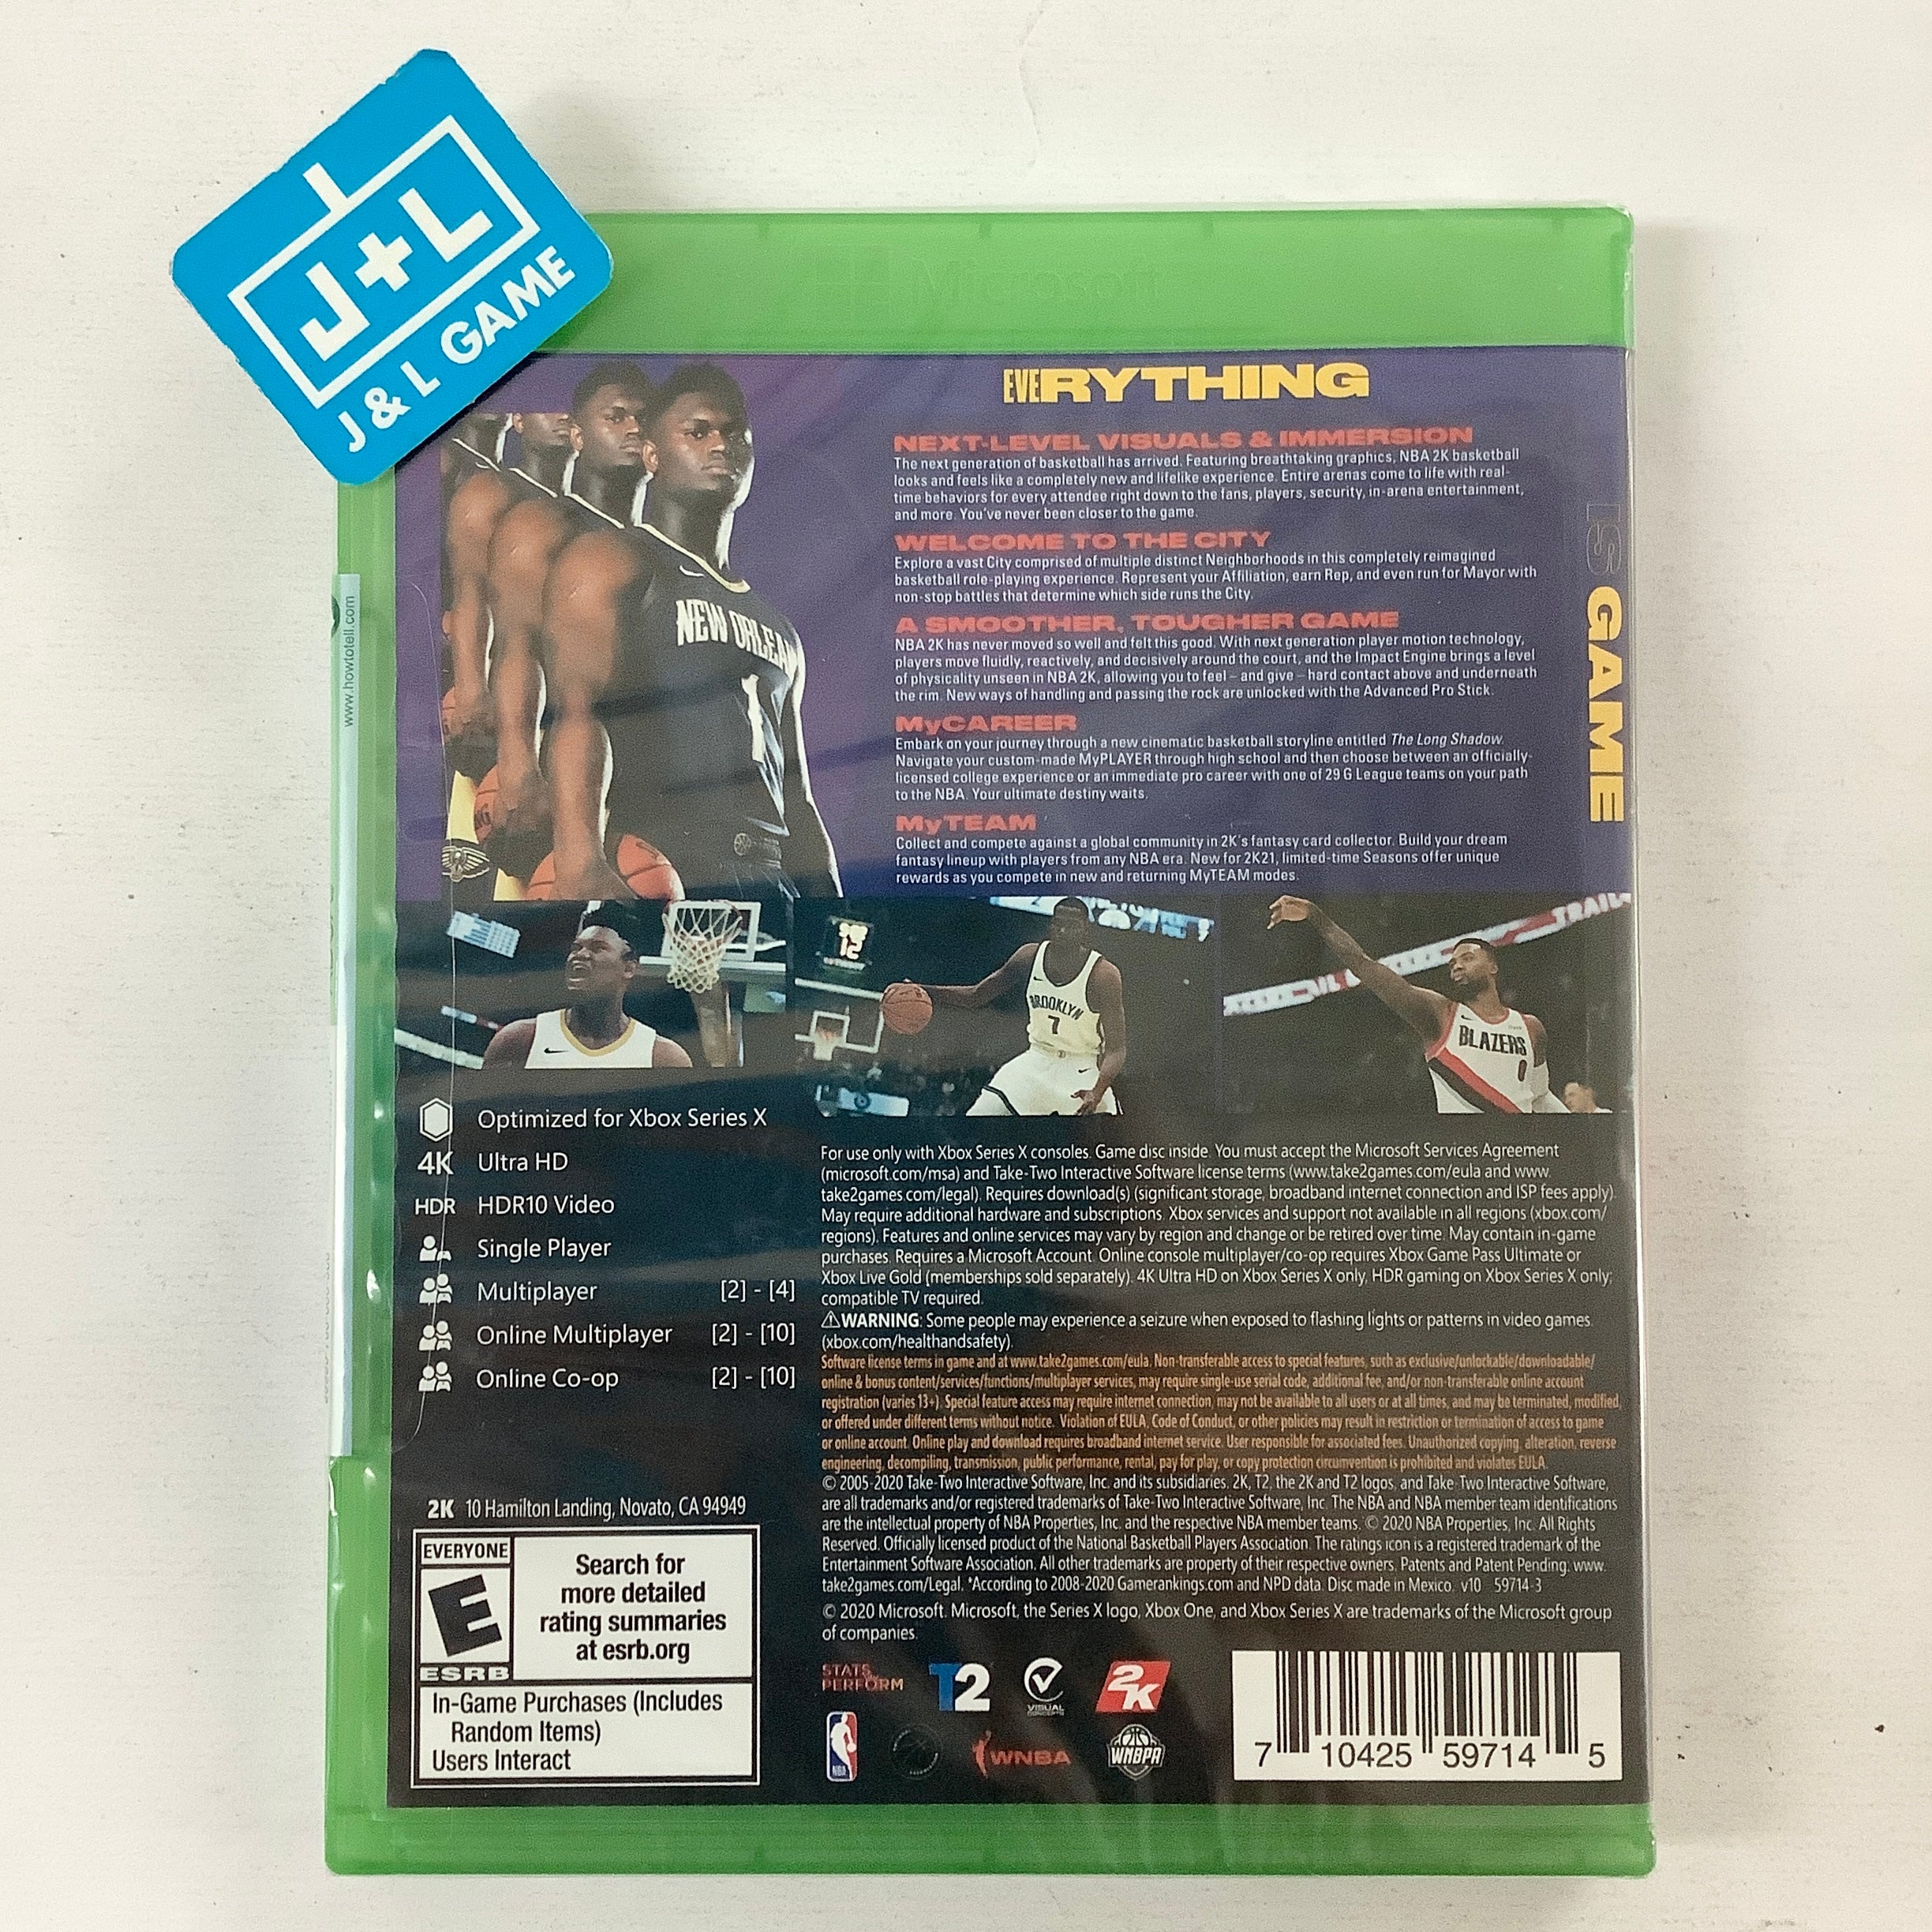 J+L
J & L GAME
Microsoft
EVERYTHING
IS GAME
NEXT-LEVEL VISUALS & IMMERSION
The next generation of basketball has arrived. Featuring breathtaking graphics, NBA 2K basketball
looks and feels like a completely new and lifelike experience. Entire arenas come to life with real-
time behaviors for every attendee right down to the fans, players, security, in-arena entertainment,
and more. You've never been closer to the game.
WELCOME TO THE CITY
Explore a vast City comprised of multiple distinct Neighborhoods in this completely reimagined
basketball role-playing experience. Represent your Affiliation, earn Rep, and even run for Mayor with
non-stop battles that determine which side runs the City.
A SMOOTHER, TOUGHER GAME
NBA 2K has never moved so well and felt this good. With next generation player motion technology,
players move fluidly, reactively, and decisively around the court, and the Impact Engine brings a level
of physicality unseen in NBA 2K, allowing you to feel – and give – hard contact above and underneath
the rim. New ways of handling and passing the rock are unlocked with the Advanced Pro Stick.
MyCAREER
Embark on your journey through a new cinematic basketball storyline entitled The Long Shadow.
Navigate your custom-made MyPLAYER through high school and then choose between an officially-
licensed college experience or an immediate pro career with one of 29 G League teams on your path
to the NBA. Your ultimate destiny waits.
MyTEAM
Collect and compete against a global community in 2K's fantasy card collector. Build your dream
fantasy lineup with players from any NBA era. New for 2K21, limited-time Seasons offer unique
rewards as you compete in new and returning MyTEAM modes.
NEW ORLEAN
1
www.howtotell.com
12
BROOKLYN
7
TRAIL
BLAZERS
0
Optimized for Xbox Series X
4K Ultra HD
HDR HDR10 Video
Single Player
Multiplayer [2] - [4]
Online Multiplayer [2] - [10]
Online Co-op [2] - [10]
For use only with Xbox Series X consoles. Game disc inside. You must accept the Microsoft Services Agreement
(microsoft.com/msa) and Take-Two Interactive Software license terms (www.take2games.com/eula and www.
take2games.com/legal). Requires download(s) (significant storage, broadband internet connection and ISP fees apply).
May require additional hardware and subscriptions. Xbox services and support not available in all regions (xbox.com/
regions). Features and online services may vary by region and change or be retired over time. May contain in-game
purchases. Requires a Microsoft Account. Online console multiplayer/co-op requires Xbox Game Pass Ultimate or
Xbox Live Gold (memberships sold separately). 4K Ultra HD on Xbox Series X only, HDR gaming on Xbox Series X only;
compatible TV required.
⚠WARNING: Some people may experience a seizure when exposed to flashing lights or patterns in video games.
(xbox.com/healthandsafety).
Software license terms in game and at www.take2games.com/eula. Non-transferable access to special features, such as exclusive/unlockable/downloadable/
online & bonus content/services/functions/multiplayer services, may require single-use serial code, additional fee, and/or non-transferable online account
registration (varies 13+). Special feature access may require internet connection, may not be available to all users or at all times, and may be terminated, modified,
or offered under different terms without notice. Violation of EULA, Code of Conduct, or other policies may result in restriction or termination of access to game
or online account. Online play and download requires broadband internet service. User responsible for associated fees. Unauthorized copying, alteration, reverse
engineering, decompiling, transmission, public performance, rental, pay for play, or copy protection circumvention is prohibited and violates EULA.
© 2005-2020 Take-Two Interactive Software, Inc. and its subsidiaries. 2K, T2, the 2K and T2 logos, and Take-Two Interactive Software,
are all trademarks and/or registered trademarks of Take-Two Interactive Software, Inc. The NBA and NBA member team identifications
are the intellectual property of NBA Properties, Inc. and the respective NBA member teams. © 2020 NBA Properties, Inc. All Rights
Reserved. Officially licensed product of the National Basketball Players Association. The ratings icon is a registered trademark of the
Entertainment Software Association. All other trademarks are property of their respective owners. Patents and Patent Pending: www.
take2games.com/Legal. *According to 2008-2020 Gamerankings.com and NPD data. Disc made in Mexico. v10 59714-3
© 2020 Microsoft. Microsoft, the Series X logo, Xbox One, and Xbox Series X are trademarks of the Microsoft group
of companies.
2K 10 Hamilton Landing, Novato, CA 94949
EVERYONE
E
ESRB
Search for
more detailed
rating summaries
at esrb.org
In-Game Purchases (Includes
Random Items)
Users Interact
STATS
PERFORM
T2
VISUAL
CONCEPTS
2K
NBA
WNBA
WNBPA
7 10425 59714 5